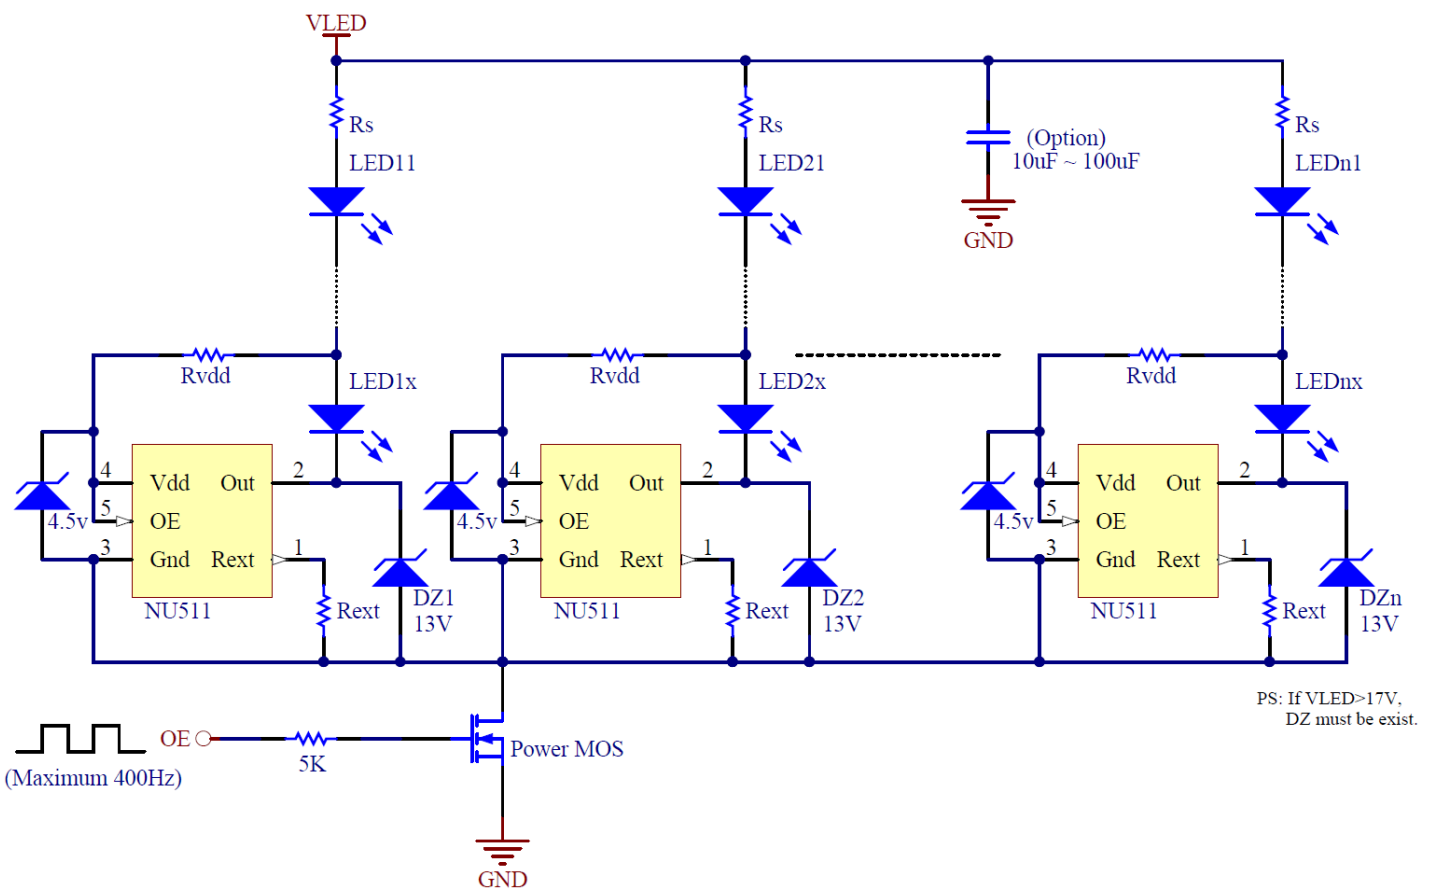 VLED
Rs
Rs
Rs
(Option)
10uF ~ 100uF
GND
LED11
LED21
LEDn1
Rvdd
Rvdd
Rvdd
LED1x
LED2x
LEDnx
4 Vdd Out 2
5 OE
3 Gnd Rext 1
4.5v
NU511
Rext
DZ1
13V
4 Vdd Out 2
5 OE
3 Gnd Rext 1
4.5v
NU511
Rext
DZ2
13V
4 Vdd Out 2
5 OE
3 Gnd Rext 1
4.5v
NU511
Rext
DZn
13V
PS: If VLED>17V,
DZ must be exist.
OE
5K
Power MOS
(Maximum 400Hz)
GND